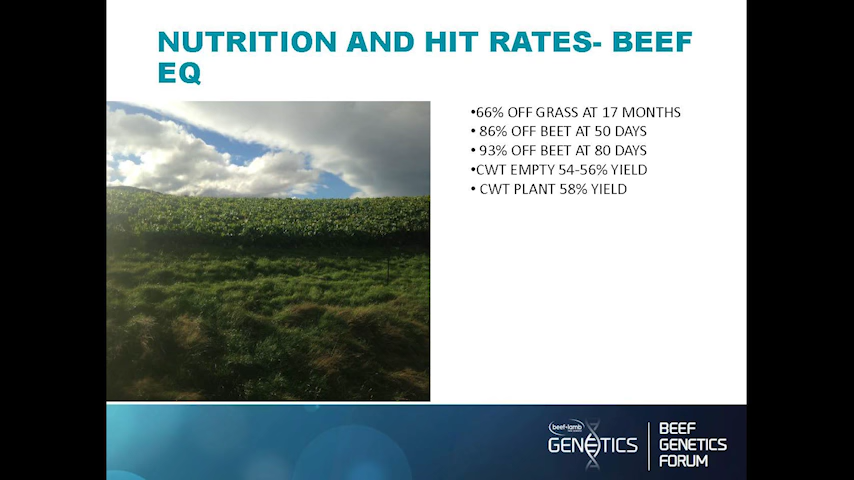 NUTRITION AND HIT RATES- BEEF
EQ
•66% OFF GRASS AT 17 MONTHS
• 86% OFF BEET AT 50 DAYS
• 93% OFF BEET AT 80 DAYS
•CWT EMPTY 54-56% YIELD
• CWT PLANT 58% YIELD
beef+lamb
GENETICS
BEEF
GENETICS
FORUM